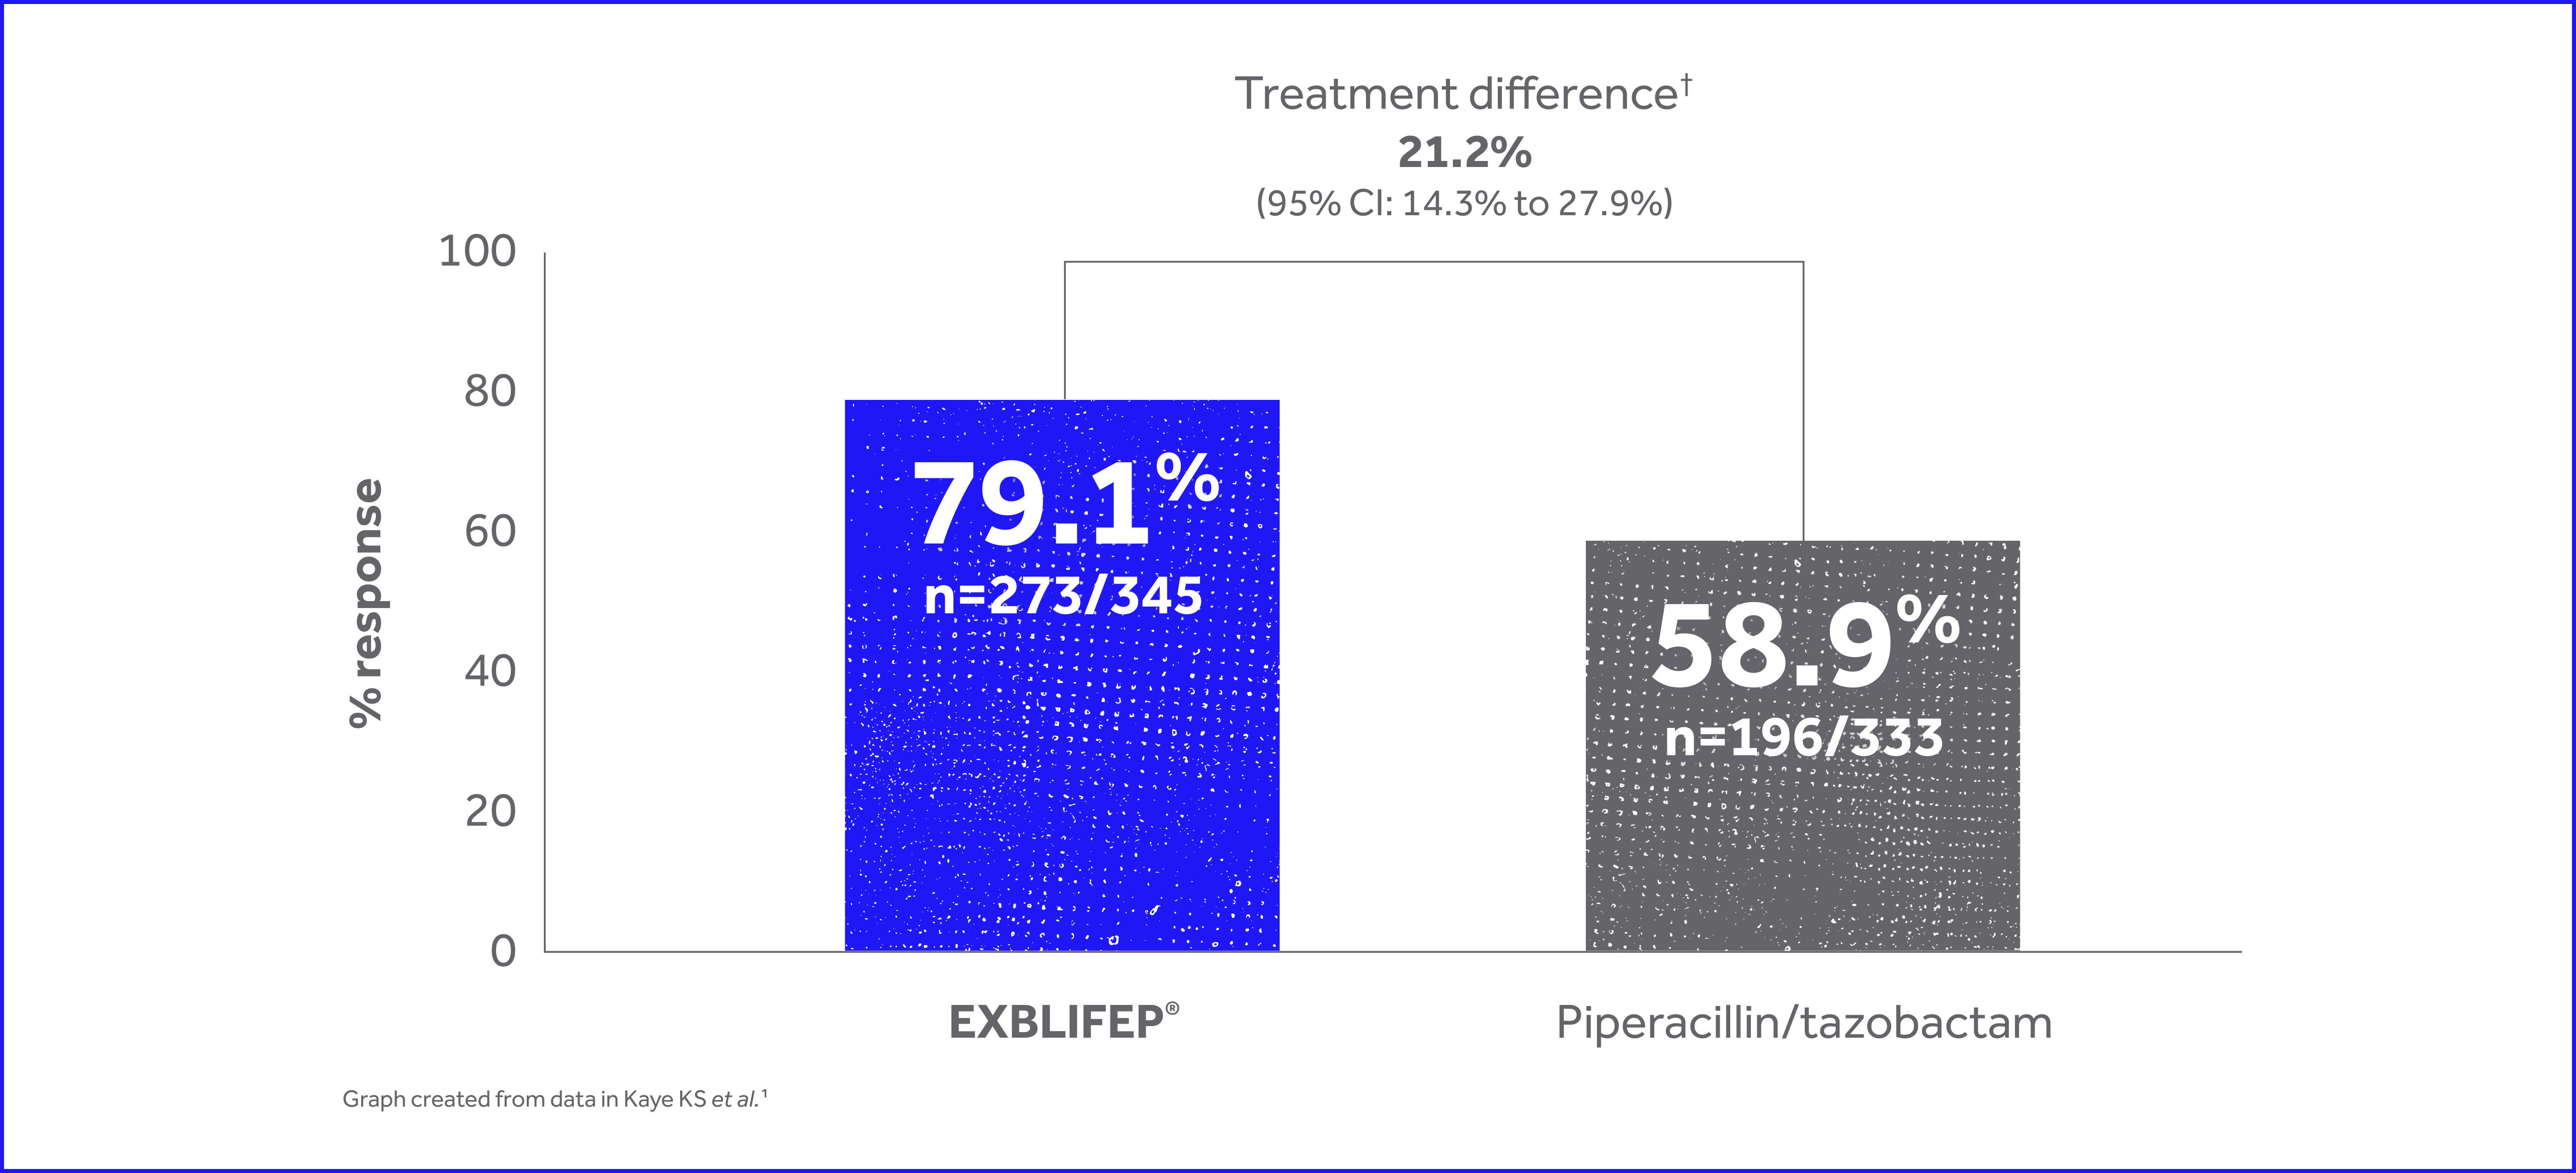 Treatment difference†
21.2%
(95% CI: 14.3% to 27.9%)
100
80
60
40
20
0
% response
79.1%
n=273/345
58.9%
n=196/333
EXBLIFEP®
Piperacillin/tazobactam
Graph created from data in Kaye KS et al.¹